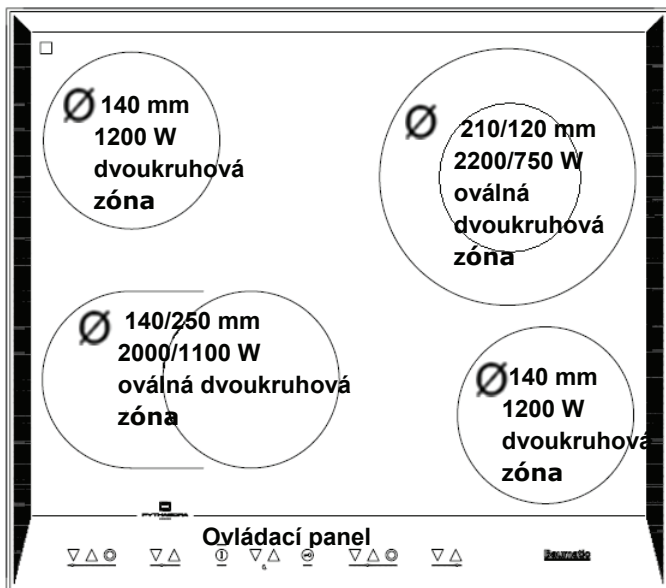 Ø 140 mm
1200 W
dvoukruhová
zóna
Ø 210/120 mm
2200/750 W
oválná
dvoukruhová
zóna
Ø 140/250 mm
2000/1100 W
oválná dvoukruhová
zóna
Ø 140 mm
1200 W
dvoukruhová
zóna
Ovládací panel
Baumatic